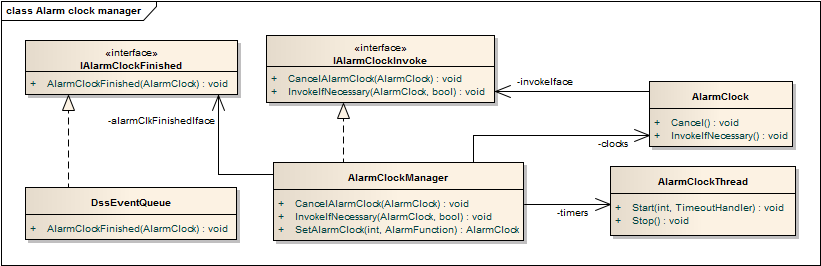 class Alarm clock manager
«interface»
IAlarmClockFinished
+ AlarmClockFinished(AlarmClock) : void
«interface»
IAlarmClockInvoke
+ CancelAlarmClock(AlarmClock) : void
+ InvokeIfNecessary(AlarmClock, bool) : void
-invokeIface
AlarmClock
+ Cancel() : void
+ InvokeIfNecessary() : void
-alarmClkFinishedIface
-clocks
DssEventQueue
+ AlarmClockFinished(AlarmClock) : void
AlarmClockManager
+ CancelAlarmClock(AlarmClock) : void
+ InvokeIfNecessary(AlarmClock, bool) : void
+ SetAlarmClock(int, AlarmFunction) : AlarmClock
-timers
AlarmClockThread
+ Start(int, TimeoutHandler) : void
+ Stop() : void